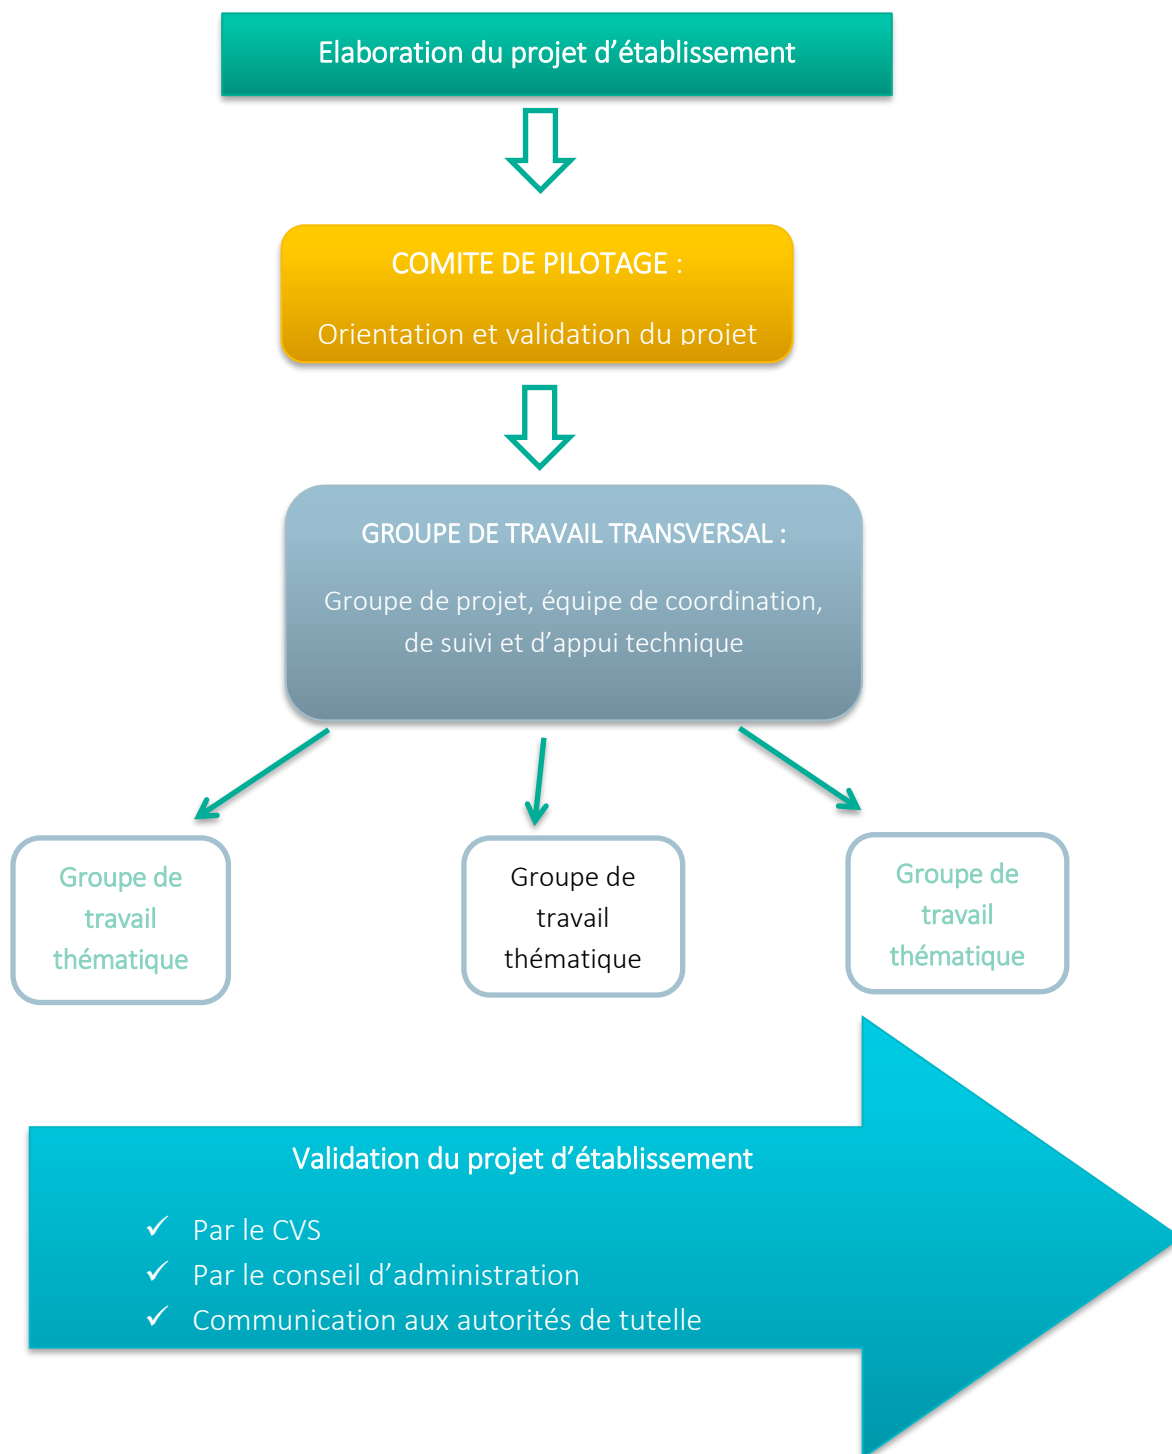 Elaboration du projet d’établissement
COMITE DE PILOTAGE :
Orientation et validation du projet
GROUPE DE TRAVAIL TRANSVERSAL :
Groupe de projet, équipe de coordination,
de suivi et d’appui technique
Groupe de
travail
thématique
Groupe de
travail
thématique
Groupe de
travail
thématique
Validation du projet d’établissement
✓ Par le CVS
✓ Par le conseil d’administration
✓ Communication aux autorités de tutelle